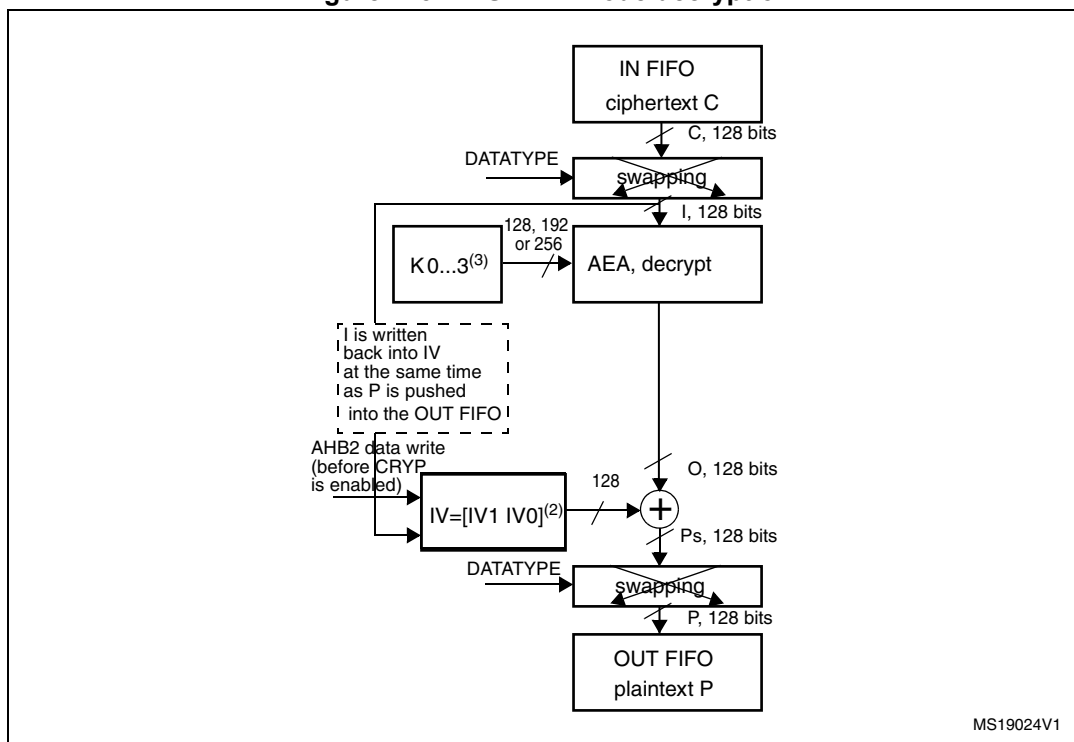 IN FIFO
ciphertext C
C, 128 bits
DATATYPE
swapping
I, 128 bits
128, 192
or 256
K 0...3(3)
AEA, decrypt
I is written
back into IV
at the same time
as P is pushed
into the OUT FIFO
AHB2 data write
(before CRYP
is enabled)
IV=[IV1 IV0](2)
128
O, 128 bits
+
Ps, 128 bits
DATATYPE
swapping
P, 128 bits
OUT FIFO
plaintext P
MS19024V1